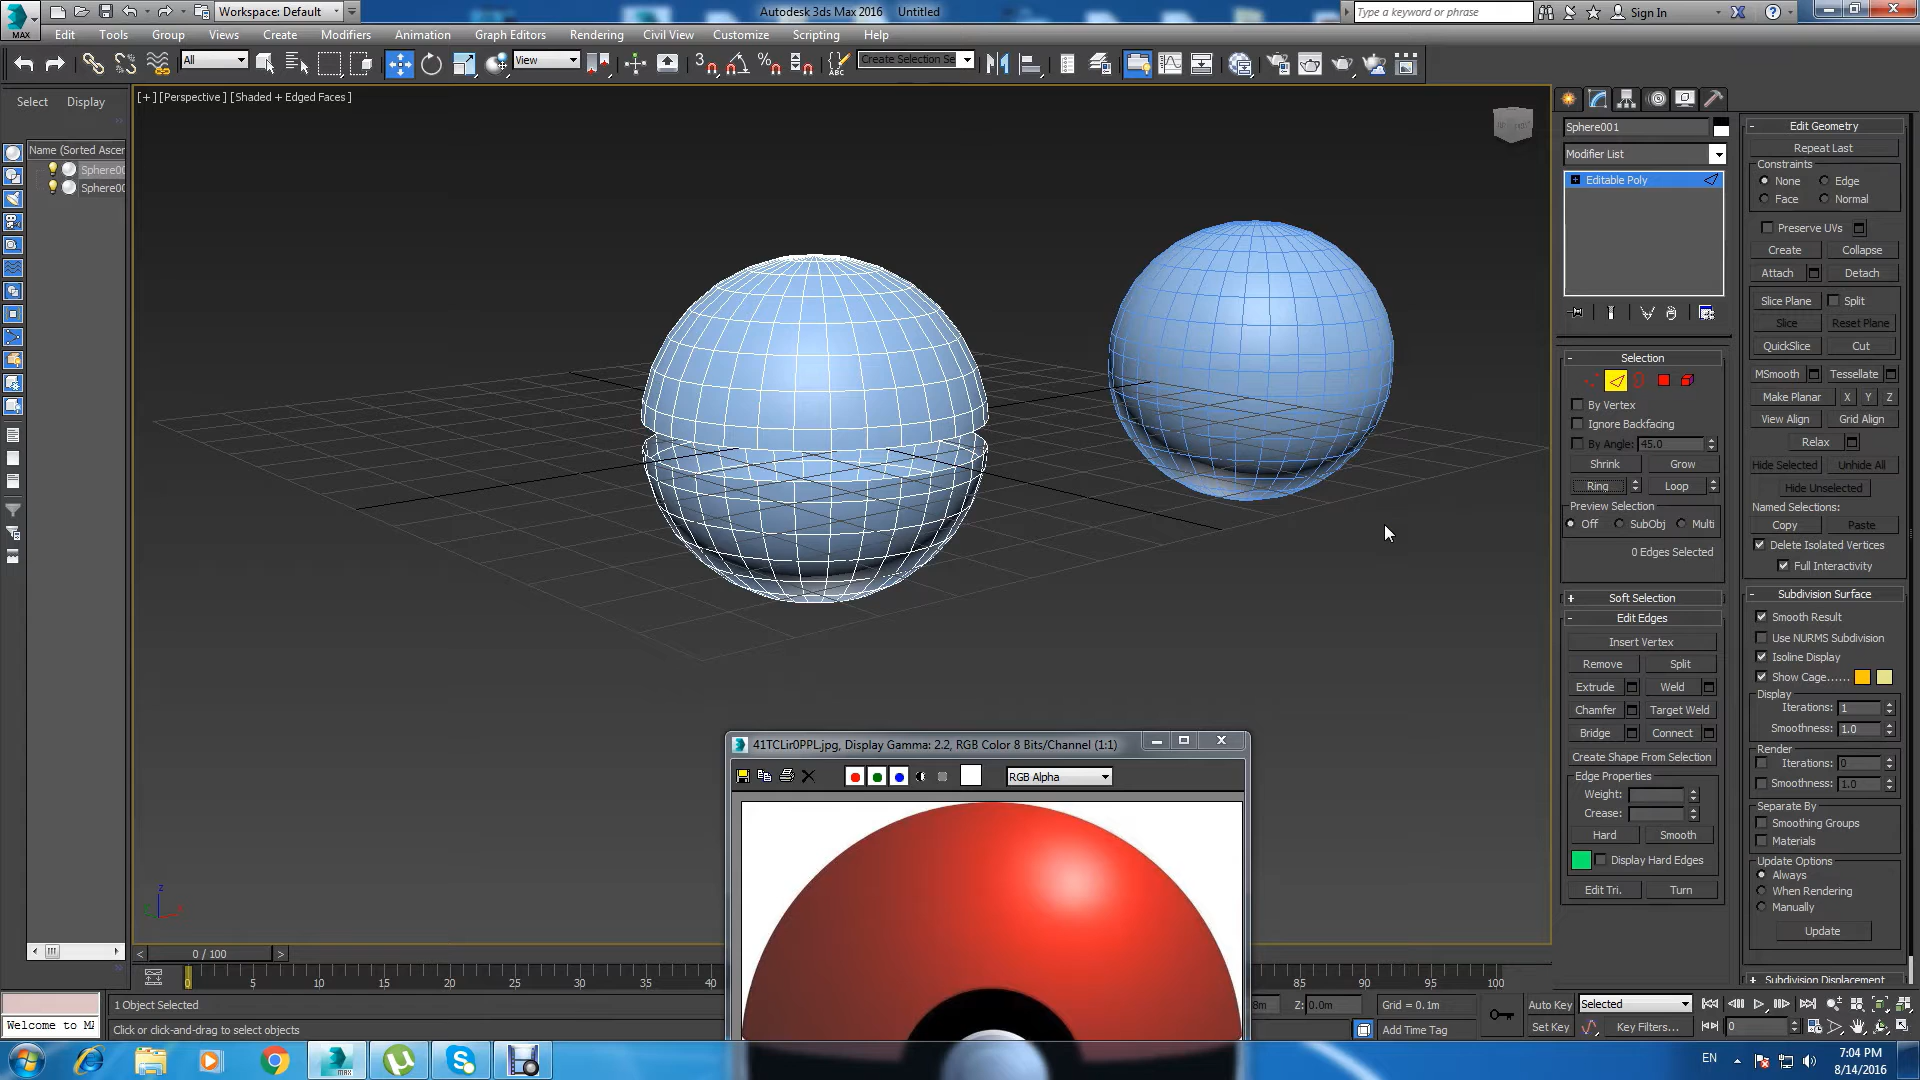 Workspace: Default
Autodesk 3ds Max 2016 Untitled
Type a keyword or phrase
Sign In
MAX
Edit Tools Group Views Create Modifiers Animation Graph Editors Rendering Civil View Customize Scripting Help
All
View
Create Selection Se
Select Display
[+] [Perspective ] [Shaded + Edged Faces ]
Name (Sorted Ascen
Sphere00
Sphere00
Sphere001
Modifier List
Editable Poly
Selection
By Vertex
Ignore Backfacing
By Angle: 45.0
Shrink Grow
Ring Loop
Preview Selection
Off SubObj Multi
0 Edges Selected
Soft Selection
Edit Edges
Insert Vertex
Remove Split
Extrude Weld
Chamfer Target Weld
Bridge Connect
Create Shape From Selection
Edge Properties
Weight:
Crease:
Hard Smooth
Display Hard Edges
Edit Tri. Turn
Edit Geometry
Repeat Last
Constraints
None Edge
Face Normal
Preserve UVs
Create Collapse
Attach Detach
Slice Plane Split
Slice Reset Plane
QuickSlice Cut
MSmooth Tessellate
Make Planar X Y Z
View Align Grid Align
Relax
Hide Selected Unhide All
Hide Unselected
Named Selections:
Copy Paste
Delete Isolated Vertices
Full Interactivity
Subdivision Surface
Smooth Result
Use NURMS Subdivision
Isoline Display
Show Cage......
Display
Iterations: 1
Smoothness: 1.0
Render
Iterations: 0
Smoothness: 1.0
Separate By
Smoothing Groups
Materials
Update Options
Always
When Rendering
Manually
Update
Subdivision Displacement
41TCLir0PPL.jpg, Display Gamma: 2.2, RGB Color 8 Bits/Channel (1:1)
RGB Alpha
z
0 / 100
0 5 10 15 20 25 30 35 40 85 90 95 100
1 Object Selected
Click or click-and-drag to select objects
Welcome to MA
8m Z: 0.0m Grid = 0.1m
Add Time Tag
Auto Key Selected
Set Key Key Filters...
0
EN
7:04 PM
8/14/2016